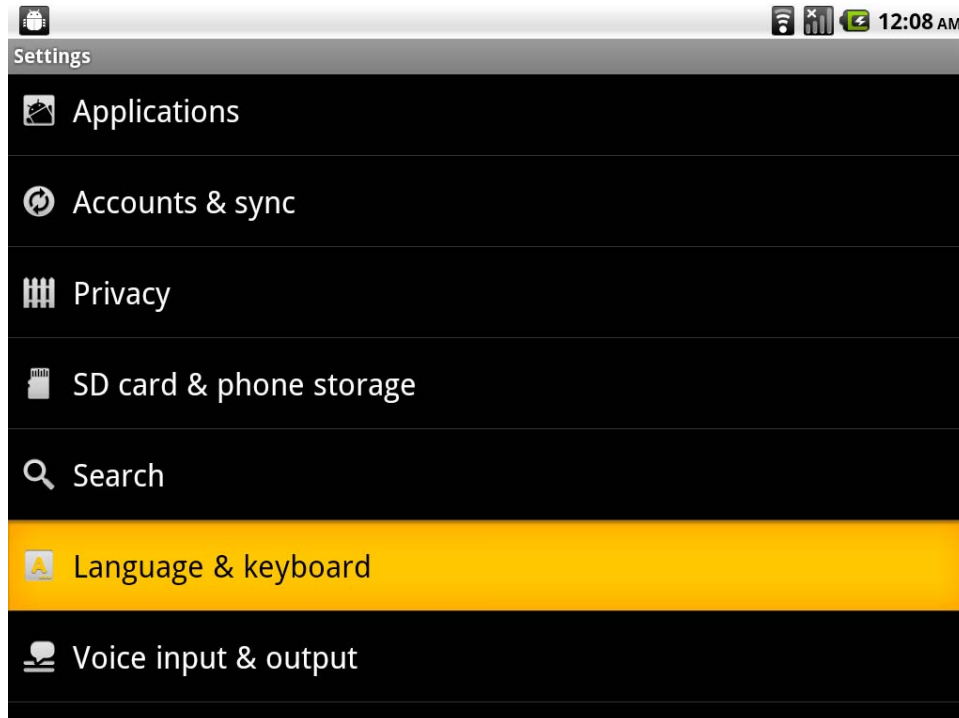 12:08 AM
Settings
Applications
Accounts & sync
Privacy
SD card & phone storage
Search
Language & keyboard
Voice input & output